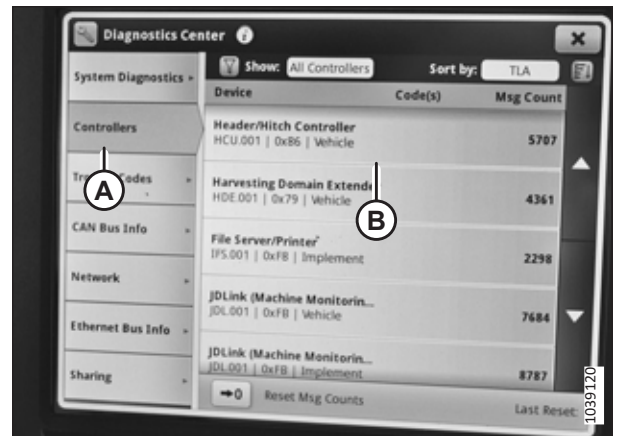 Diagnostics Center
System Diagnostics
Show: All Controllers Sort by: TLA
Device Code(s) Msg Count
Controllers
Header/Hitch Controller
HCU.001 | 0x86 | Vehicle 5707
A
Codes
Harvesting Domain Extende
HDE.001 | 0x79 | Vehicle 4361
B
CAN Bus Info
File Server/Printer
IFS.001 | 0xF8 | Implement 2298
Network
JDLink (Machine Monitorin...
JDL.001 | 0xFB | Vehicle 7684
Ethernet Bus Info
JDLink (Machine Monitorin...
JDL.001 | 0xFB | Implement 8787
Sharing
→0 Reset Msg Counts Last Reset:
1039120